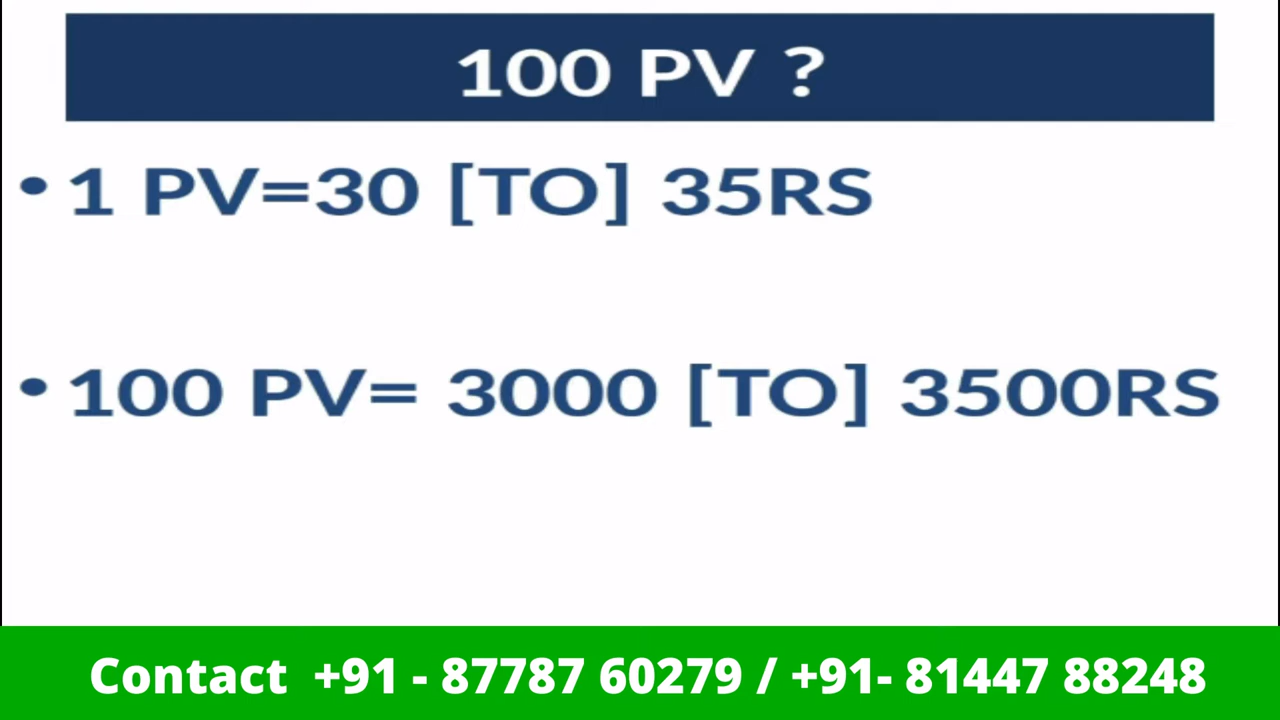 100 PV ?
• 1 PV=30 [TO] 35RS
• 100 PV= 3000 [TO] 3500RS
Contact +91 - 87787 60279 / +91- 81447 88248